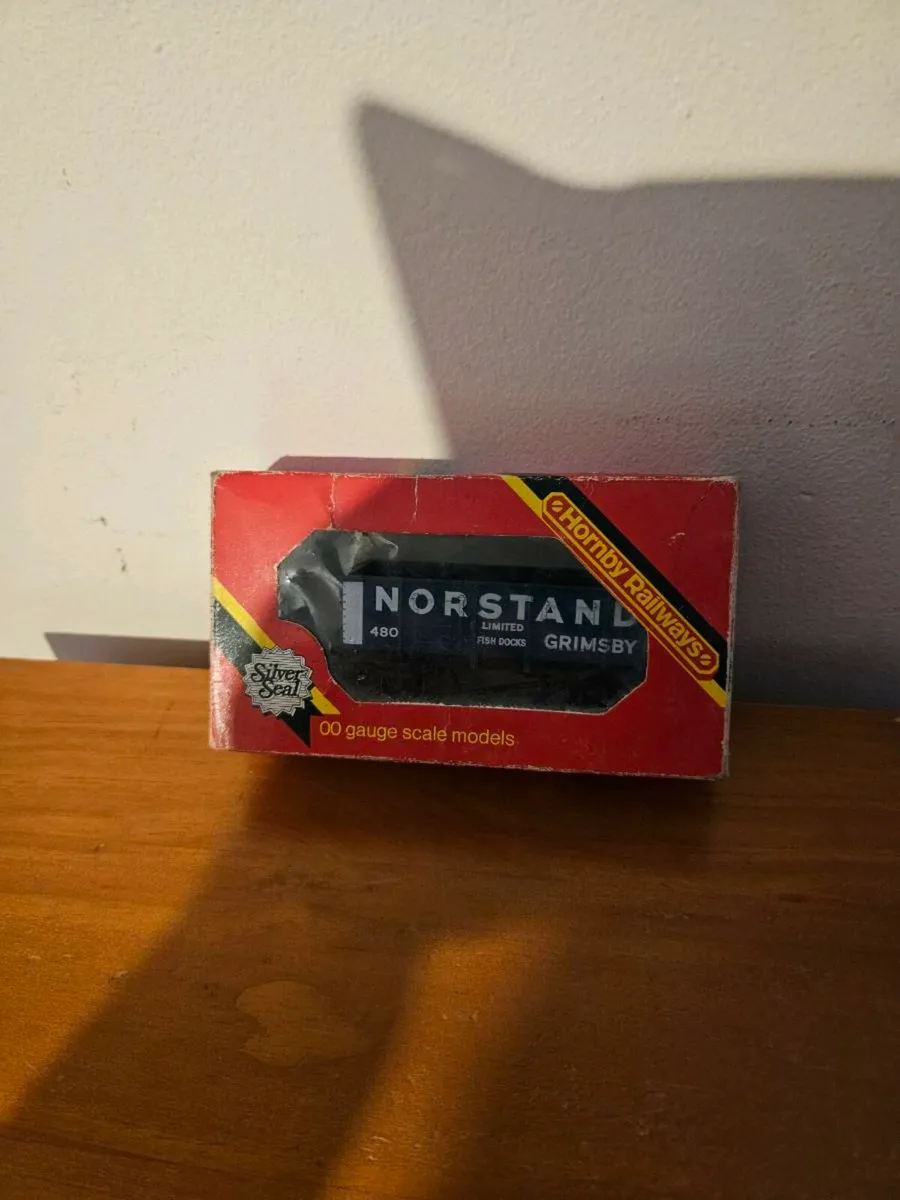 Hornby Railways
NORSTAND
LIMITED
480
FISH DOCKS
GRIMSBY
Silver
Seal
00 gauge scale models